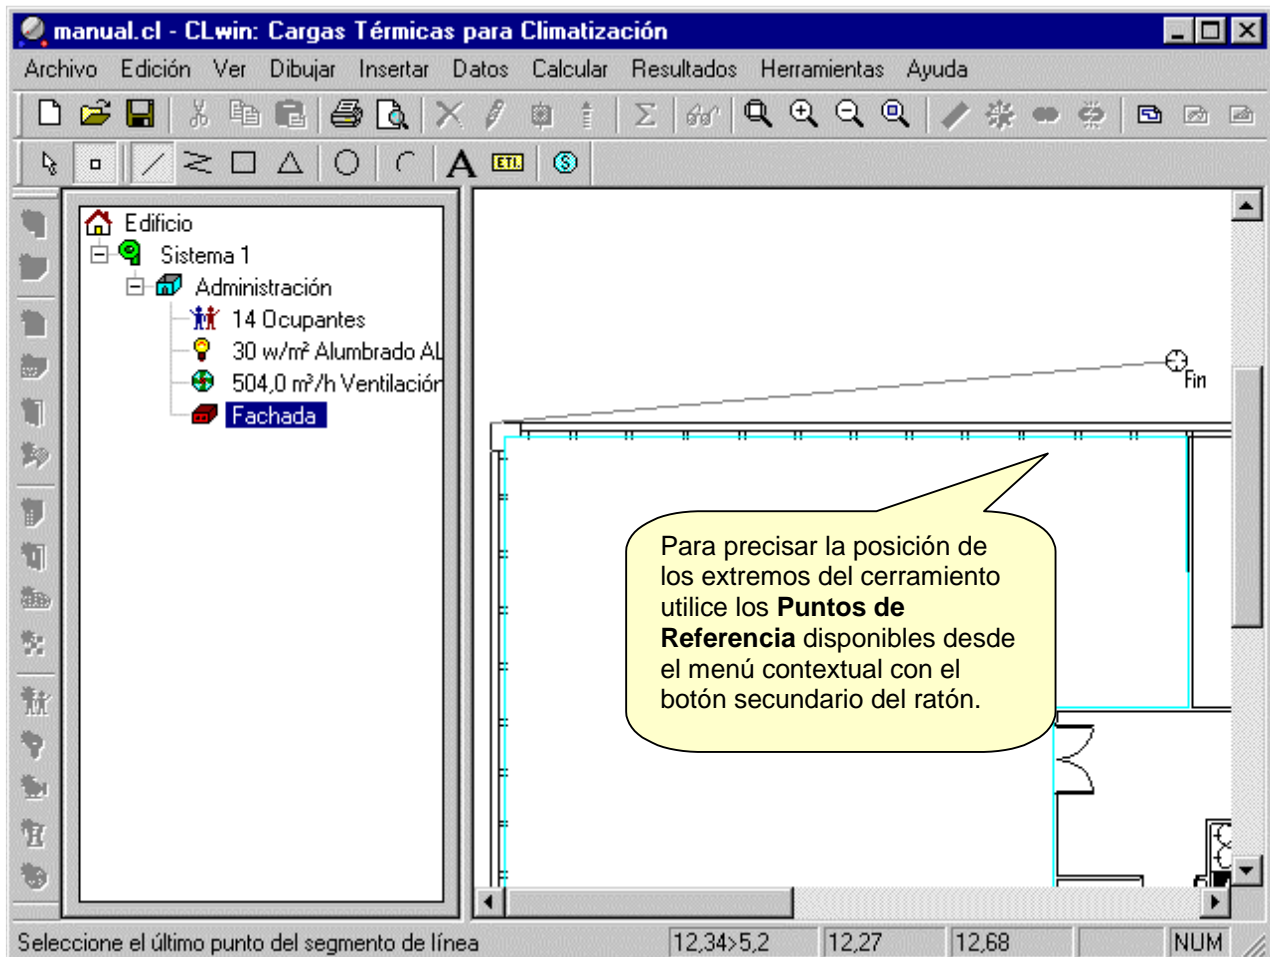 manual.cl - CLwin: Cargas Térmicas para Climatización
Archivo Edición Ver Dibujar Insertar Datos Calcular Resultados Herramientas Ayuda
A ETI. S
Edificio
Sistema 1
Administración
14 Ocupantes
30 w/m² Alumbrado AL
504,0 m³/h Ventilación
Fachada
Fin
Para precisar la posición de
los extremos del cerramiento
utilice los Puntos de
Referencia disponibles desde
el menú contextual con el
botón secundario del ratón.
Seleccione el último punto del segmento de línea 12,34>5,2 12,27 12,68 NUM